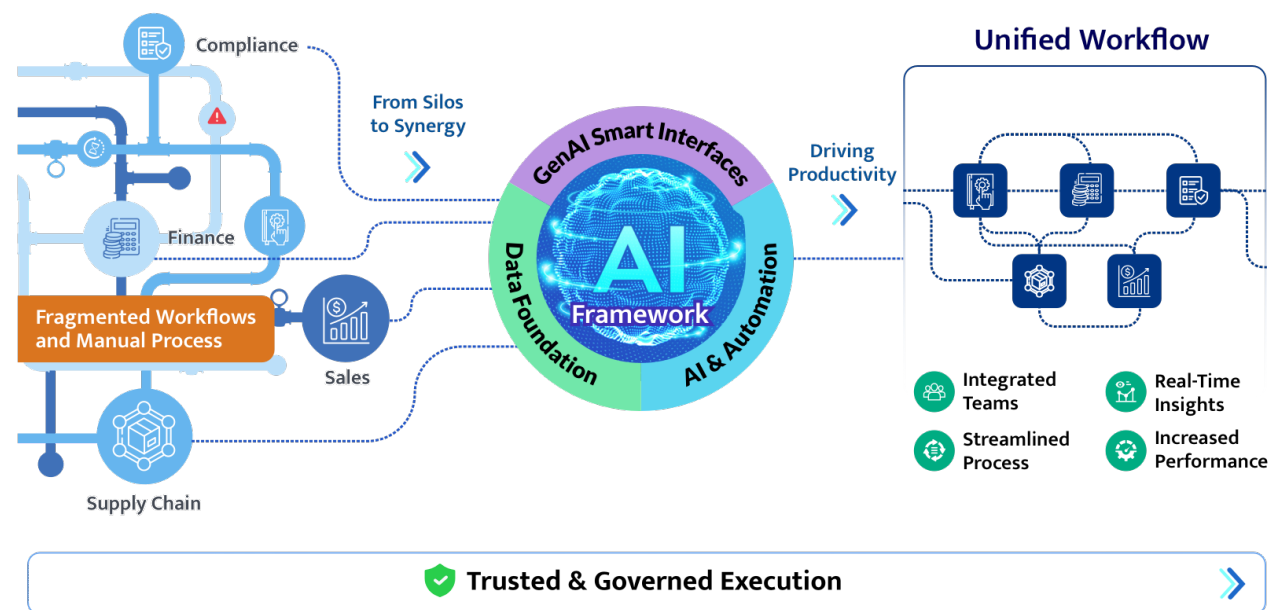 Compliance
From Silos
to Synergy
Finance
Fragmented Workflows
and Manual Process
Sales
Supply Chain
GenAI Smart Interfaces
Data Foundation
AI & Automation
AI
Framework
Driving
Productivity
Unified Workflow
Integrated
Teams
Real-Time
Insights
Streamlined
Process
Increased
Performance
Trusted & Governed Execution